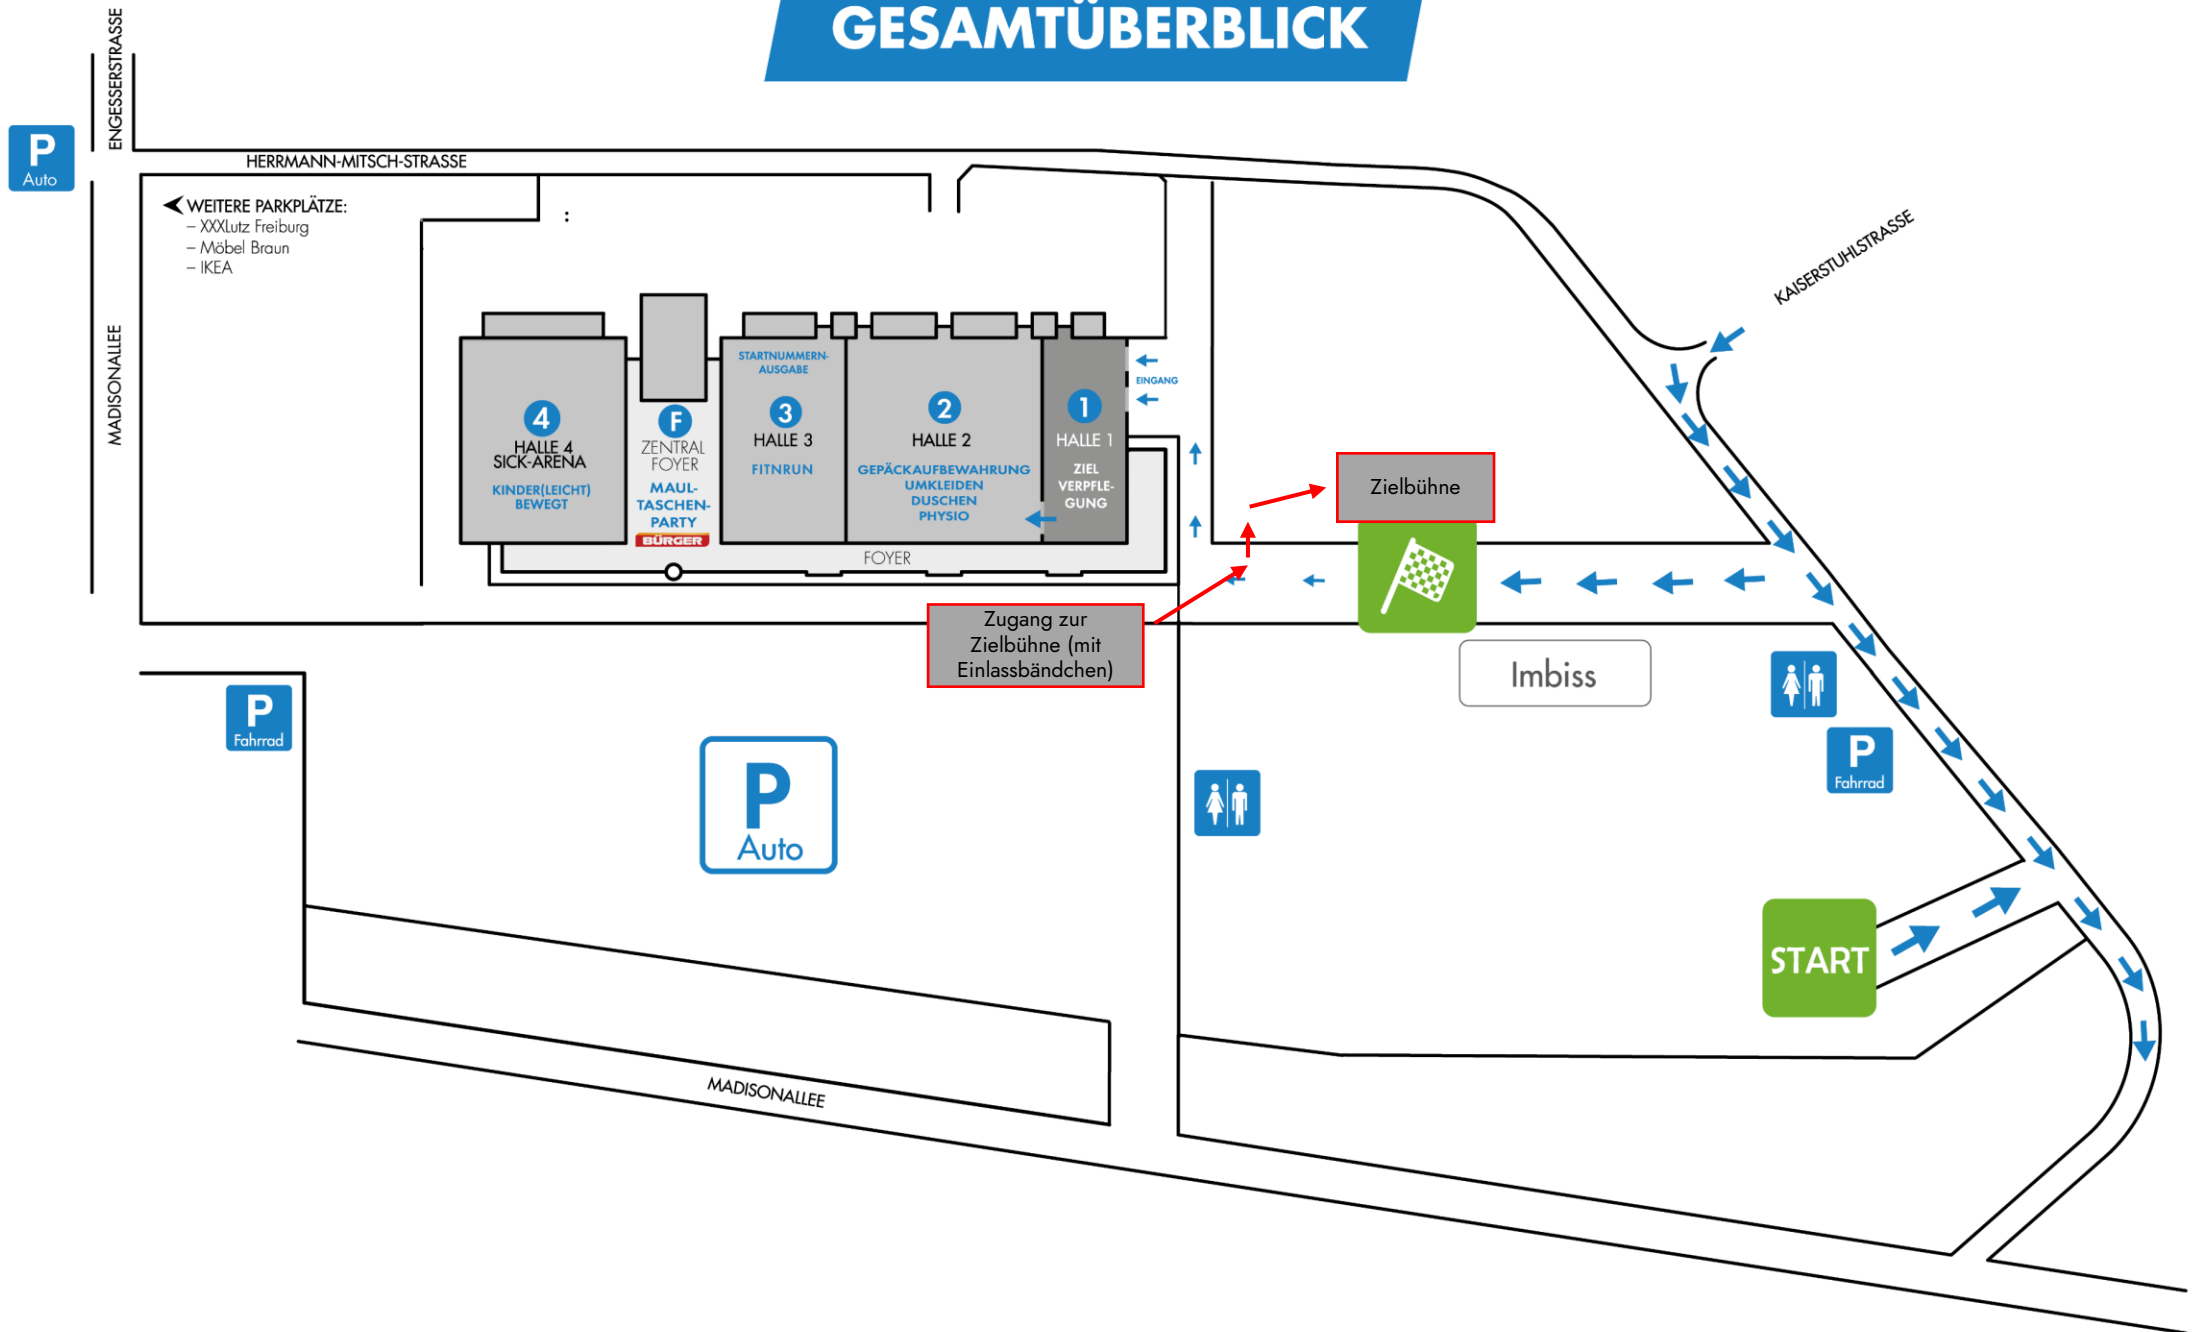 GESAMTÜBERBLICK
ENGESSERSTRASSE
P
Auto
HERRMANN-MITSCH-STRASSE
WEITERE PARKPLÄTZE:
– XXXLutz Freiburg
– Möbel Braun
– IKEA
MADISONALLEE
:
KAISERSTUHLSTRASSE
4
HALLE 4
SICK-ARENA
KINDER(LEICHT)
BEWEGT
F
ZENTRAL
FOYER
MAUL-
TASCHEN-
PARTY
BÜRGER
STARTNUMMERN-
AUSGABE
3
HALLE 3
FITNRUN
2
HALLE 2
GEPÄCKAUFBEWAHRUNG
UMKLEIDEN
DUSCHEN
PHYSIO
1
HALLE 1
ZIEL
VERPFLE-
GUNG
EINGANG
FOYER
Zielbühne
Zugang zur
Zielbühne (mit
Einlassbändchen)
Imbiss
P
Fahrrad
P
Auto
P
Fahrrad
START
MADISONALLEE